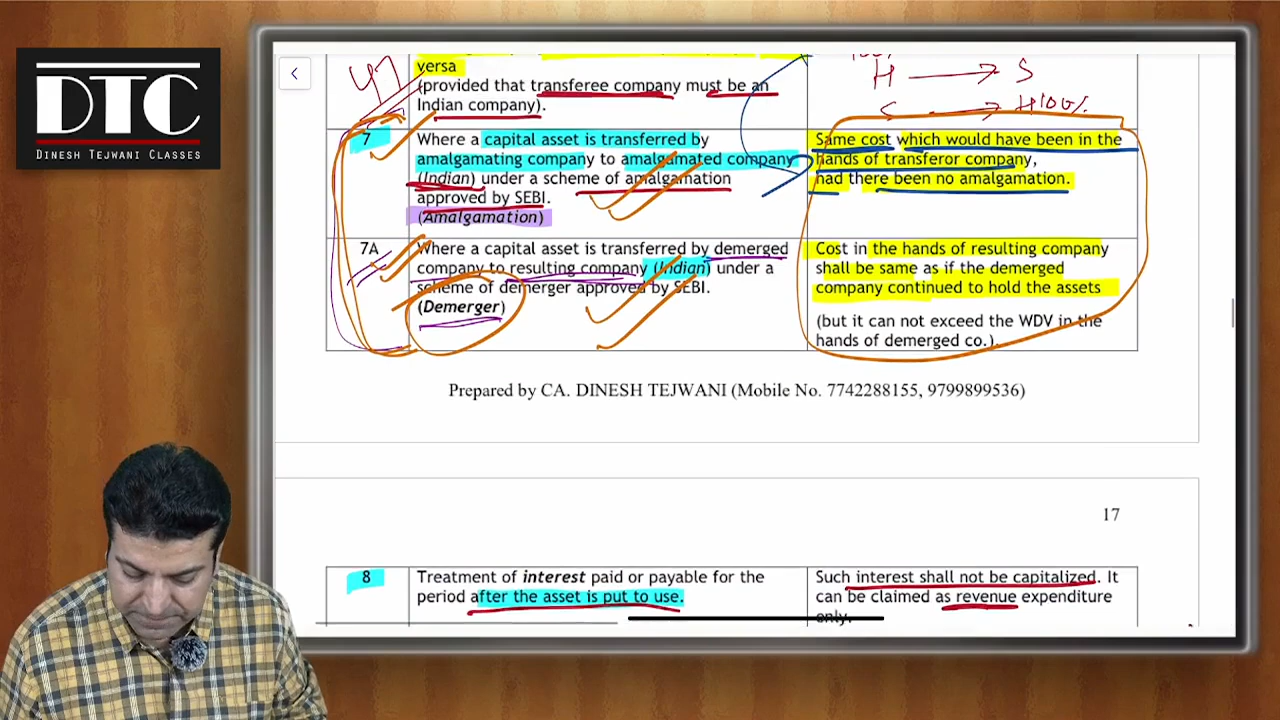 DTC
DINESH TEJWANI CLASSES
47
versa
(provided that transferee company must be an
Indian company).
100%
H → S
S → H 100%
7
Where a capital asset is transferred by
amalgamating company to amalgamated company
(Indian) under a scheme of amalgamation
approved by SEBI.
(Amalgamation)
Same cost which would have been in the
hands of transferor company,
had there been no amalgamation.
7A
Where a capital asset is transferred by demerged
company to resulting company (Indian) under a
scheme of demerger approved by SEBI.
(Demerger)
Cost in the hands of resulting company
shall be same as if the demerged
company continued to hold the assets
(but it can not exceed the WDV in the
hands of demerged co.).
Prepared by CA. DINESH TEJWANI (Mobile No. 7742288155, 9799899536)
17
8
Treatment of interest paid or payable for the
period after the asset is put to use.
Such interest shall not be capitalized. It
can be claimed as revenue expenditure
only.